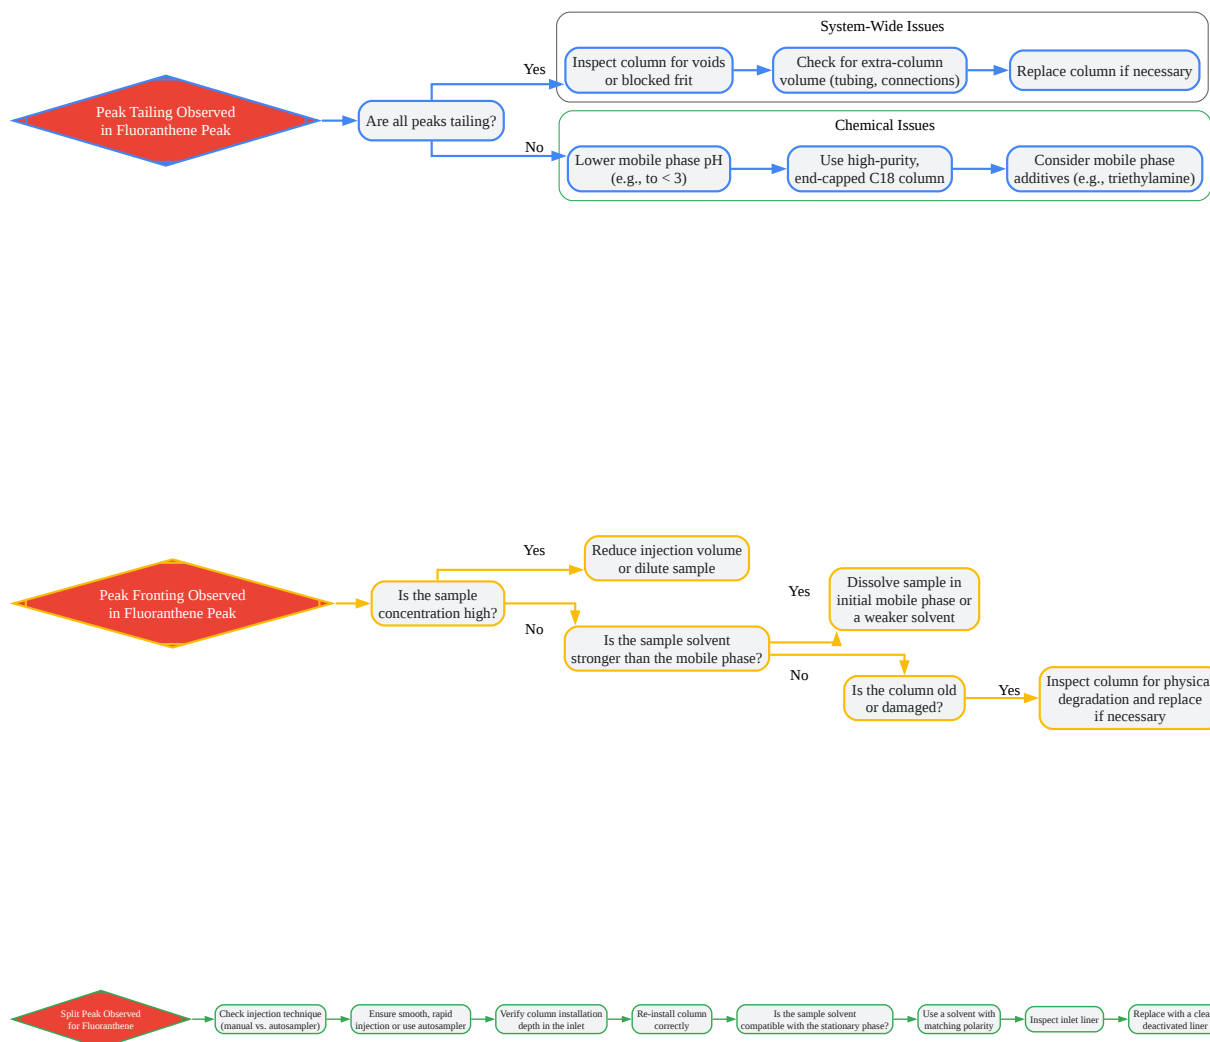 System-Wide Issues
Peak Tailing Observed
in Fluoranthene Peak
Are all peaks tailing?
Yes
Inspect column for voids
or blocked frit
Check for extra-column
volume (tubing, connections)
Replace column if necessary
Chemical Issues
No
Lower mobile phase pH
(e.g., to < 3)
Use high-purity,
end-capped C18 column
Consider mobile phase
additives (e.g., triethylamine)
Peak Fronting Observed
in Fluoranthene Peak
Is the sample
concentration high?
Yes
Reduce injection volume
or dilute sample
No
Is the sample solvent
stronger than the mobile phase?
Yes
Dissolve sample in
initial mobile phase or
a weaker solvent
No
Is the column old
or damaged?
Yes
Inspect column for physica
degradation and replace
if necessary
Split Peak Observed
for Fluoranthene
Check injection technique
(manual vs. autosampler)
Ensure smooth, rapid
injection or use autosampler
Verify column installation
depth in the inlet
Re-install column
correctly
Is the sample solvent
compatible with the stationary phase?
Use a solvent with
matching polarity
Inspect inlet liner
Replace with a clea
deactivated liner